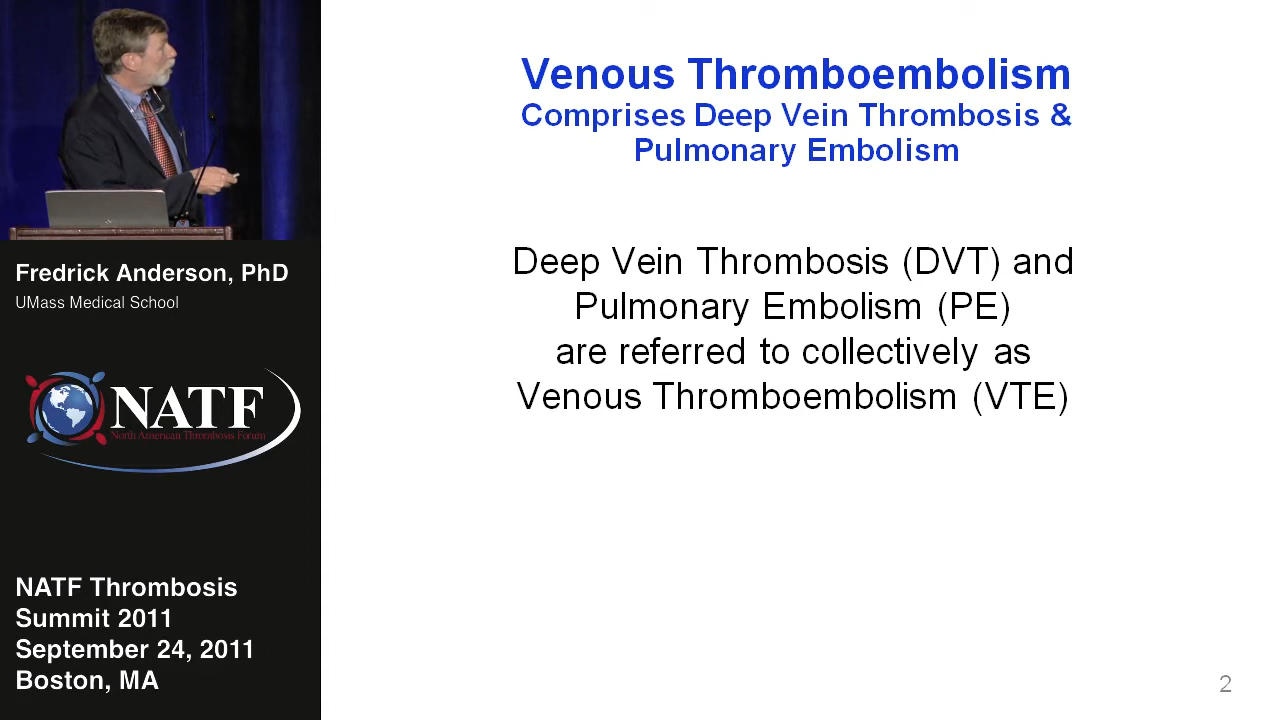 Fredrick Anderson, PhD
UMass Medical School
NATF
North American Thrombosis Forum
NATF Thrombosis
Summit 2011
September 24, 2011
Boston, MA
Venous Thromboembolism
Comprises Deep Vein Thrombosis &
Pulmonary Embolism
Deep Vein Thrombosis (DVT) and
Pulmonary Embolism (PE)
are referred to collectively as
Venous Thromboembolism (VTE)
2